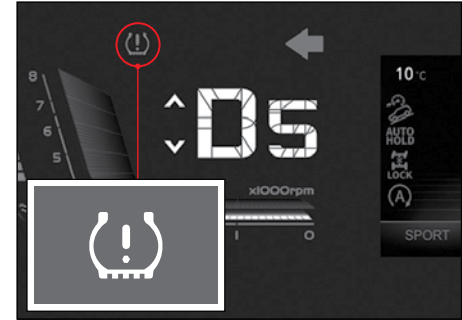 8
7
6
5
Ds
x1000rpm
1
0
10°C
AUTO
HOLD
LOCK
A
SPORT